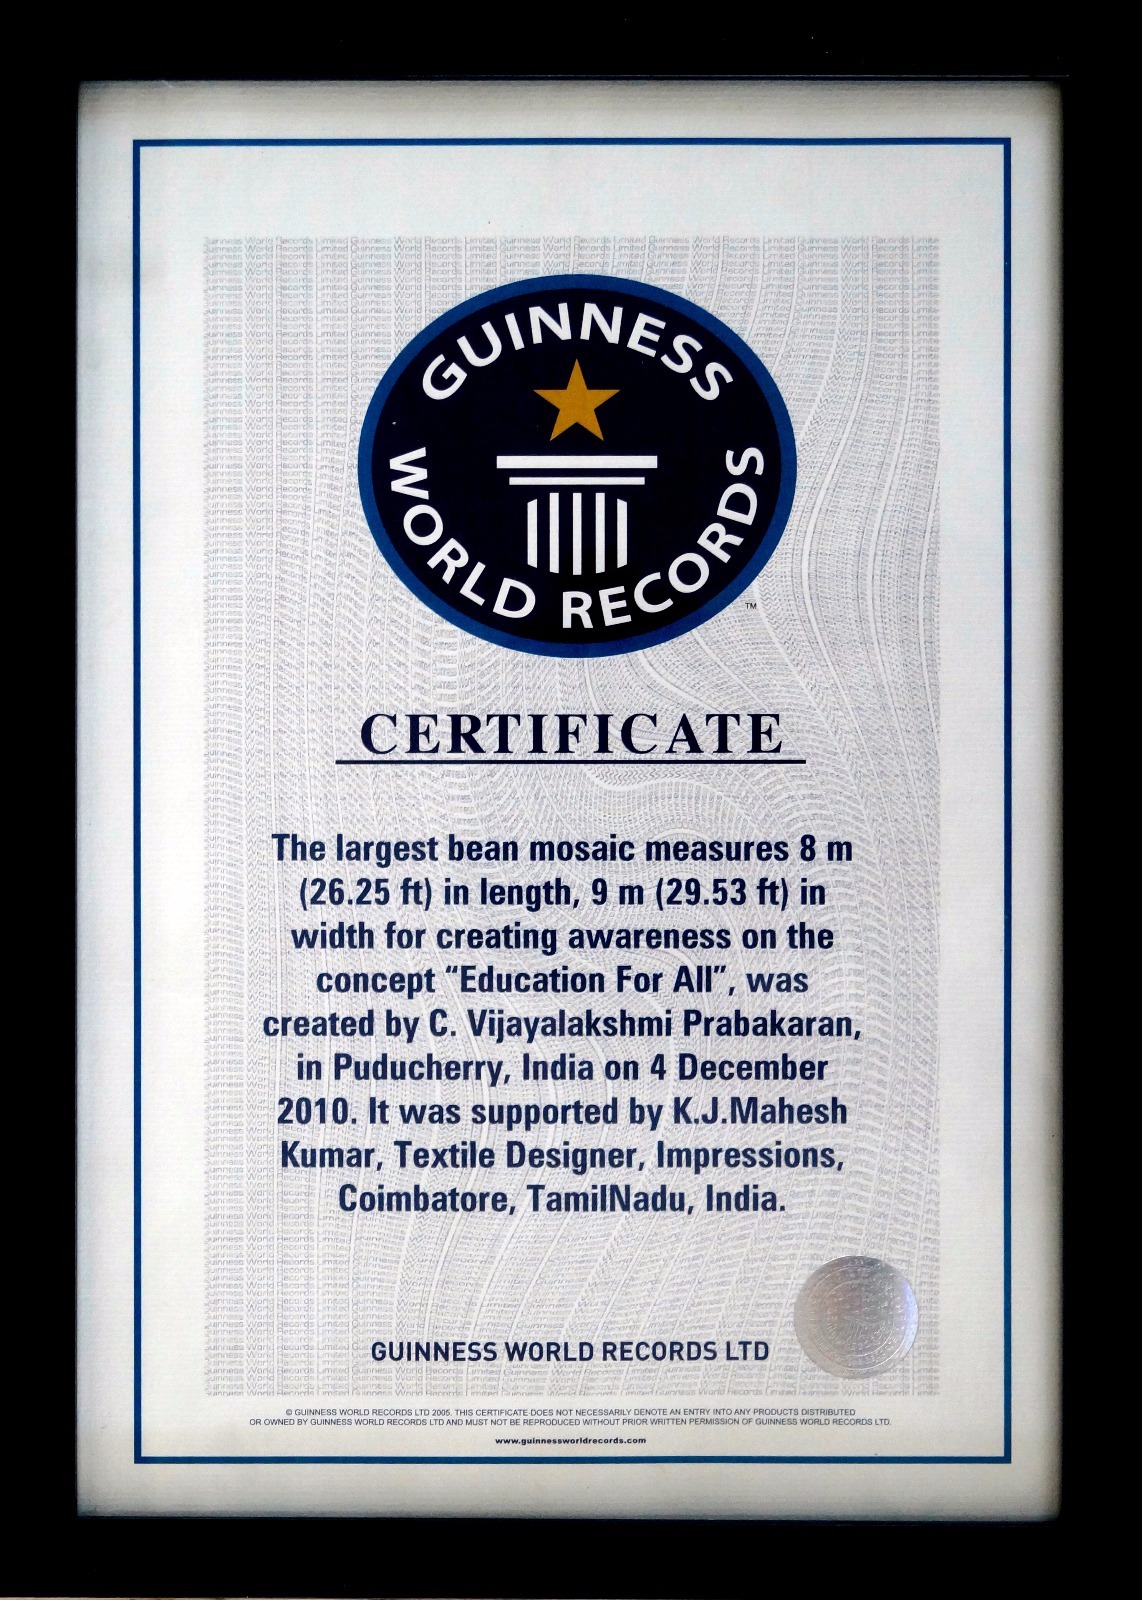 GUINNESS
WORLD RECORDS
TM
CERTIFICATE
The largest bean mosaic measures 8 m
(26.25 ft) in length, 9 m (29.53 ft) in
width for creating awareness on the
concept “Education For All”, was
created by C. Vijayalakshmi Prabakaran,
in Puducherry, India on 4 December
2010. It was supported by K.J.Mahesh
Kumar, Textile Designer, Impressions,
Coimbatore, TamilNadu, India.
GUINNESS WORLD RECORDS LTD
© GUINNESS WORLD RECORDS LTD 2005. THIS CERTIFICATE DOES NOT NECESSARILY DENOTE AN ENTRY INTO ANY PRODUCTS DISTRIBUTED
OR OWNED BY GUINNESS WORLD RECORDS LTD AND MUST NOT BE REPRODUCED WITHOUT PRIOR WRITTEN PERMISSION OF GUINNESS WORLD RECORDS LTD.
www.guinnessworldrecords.com